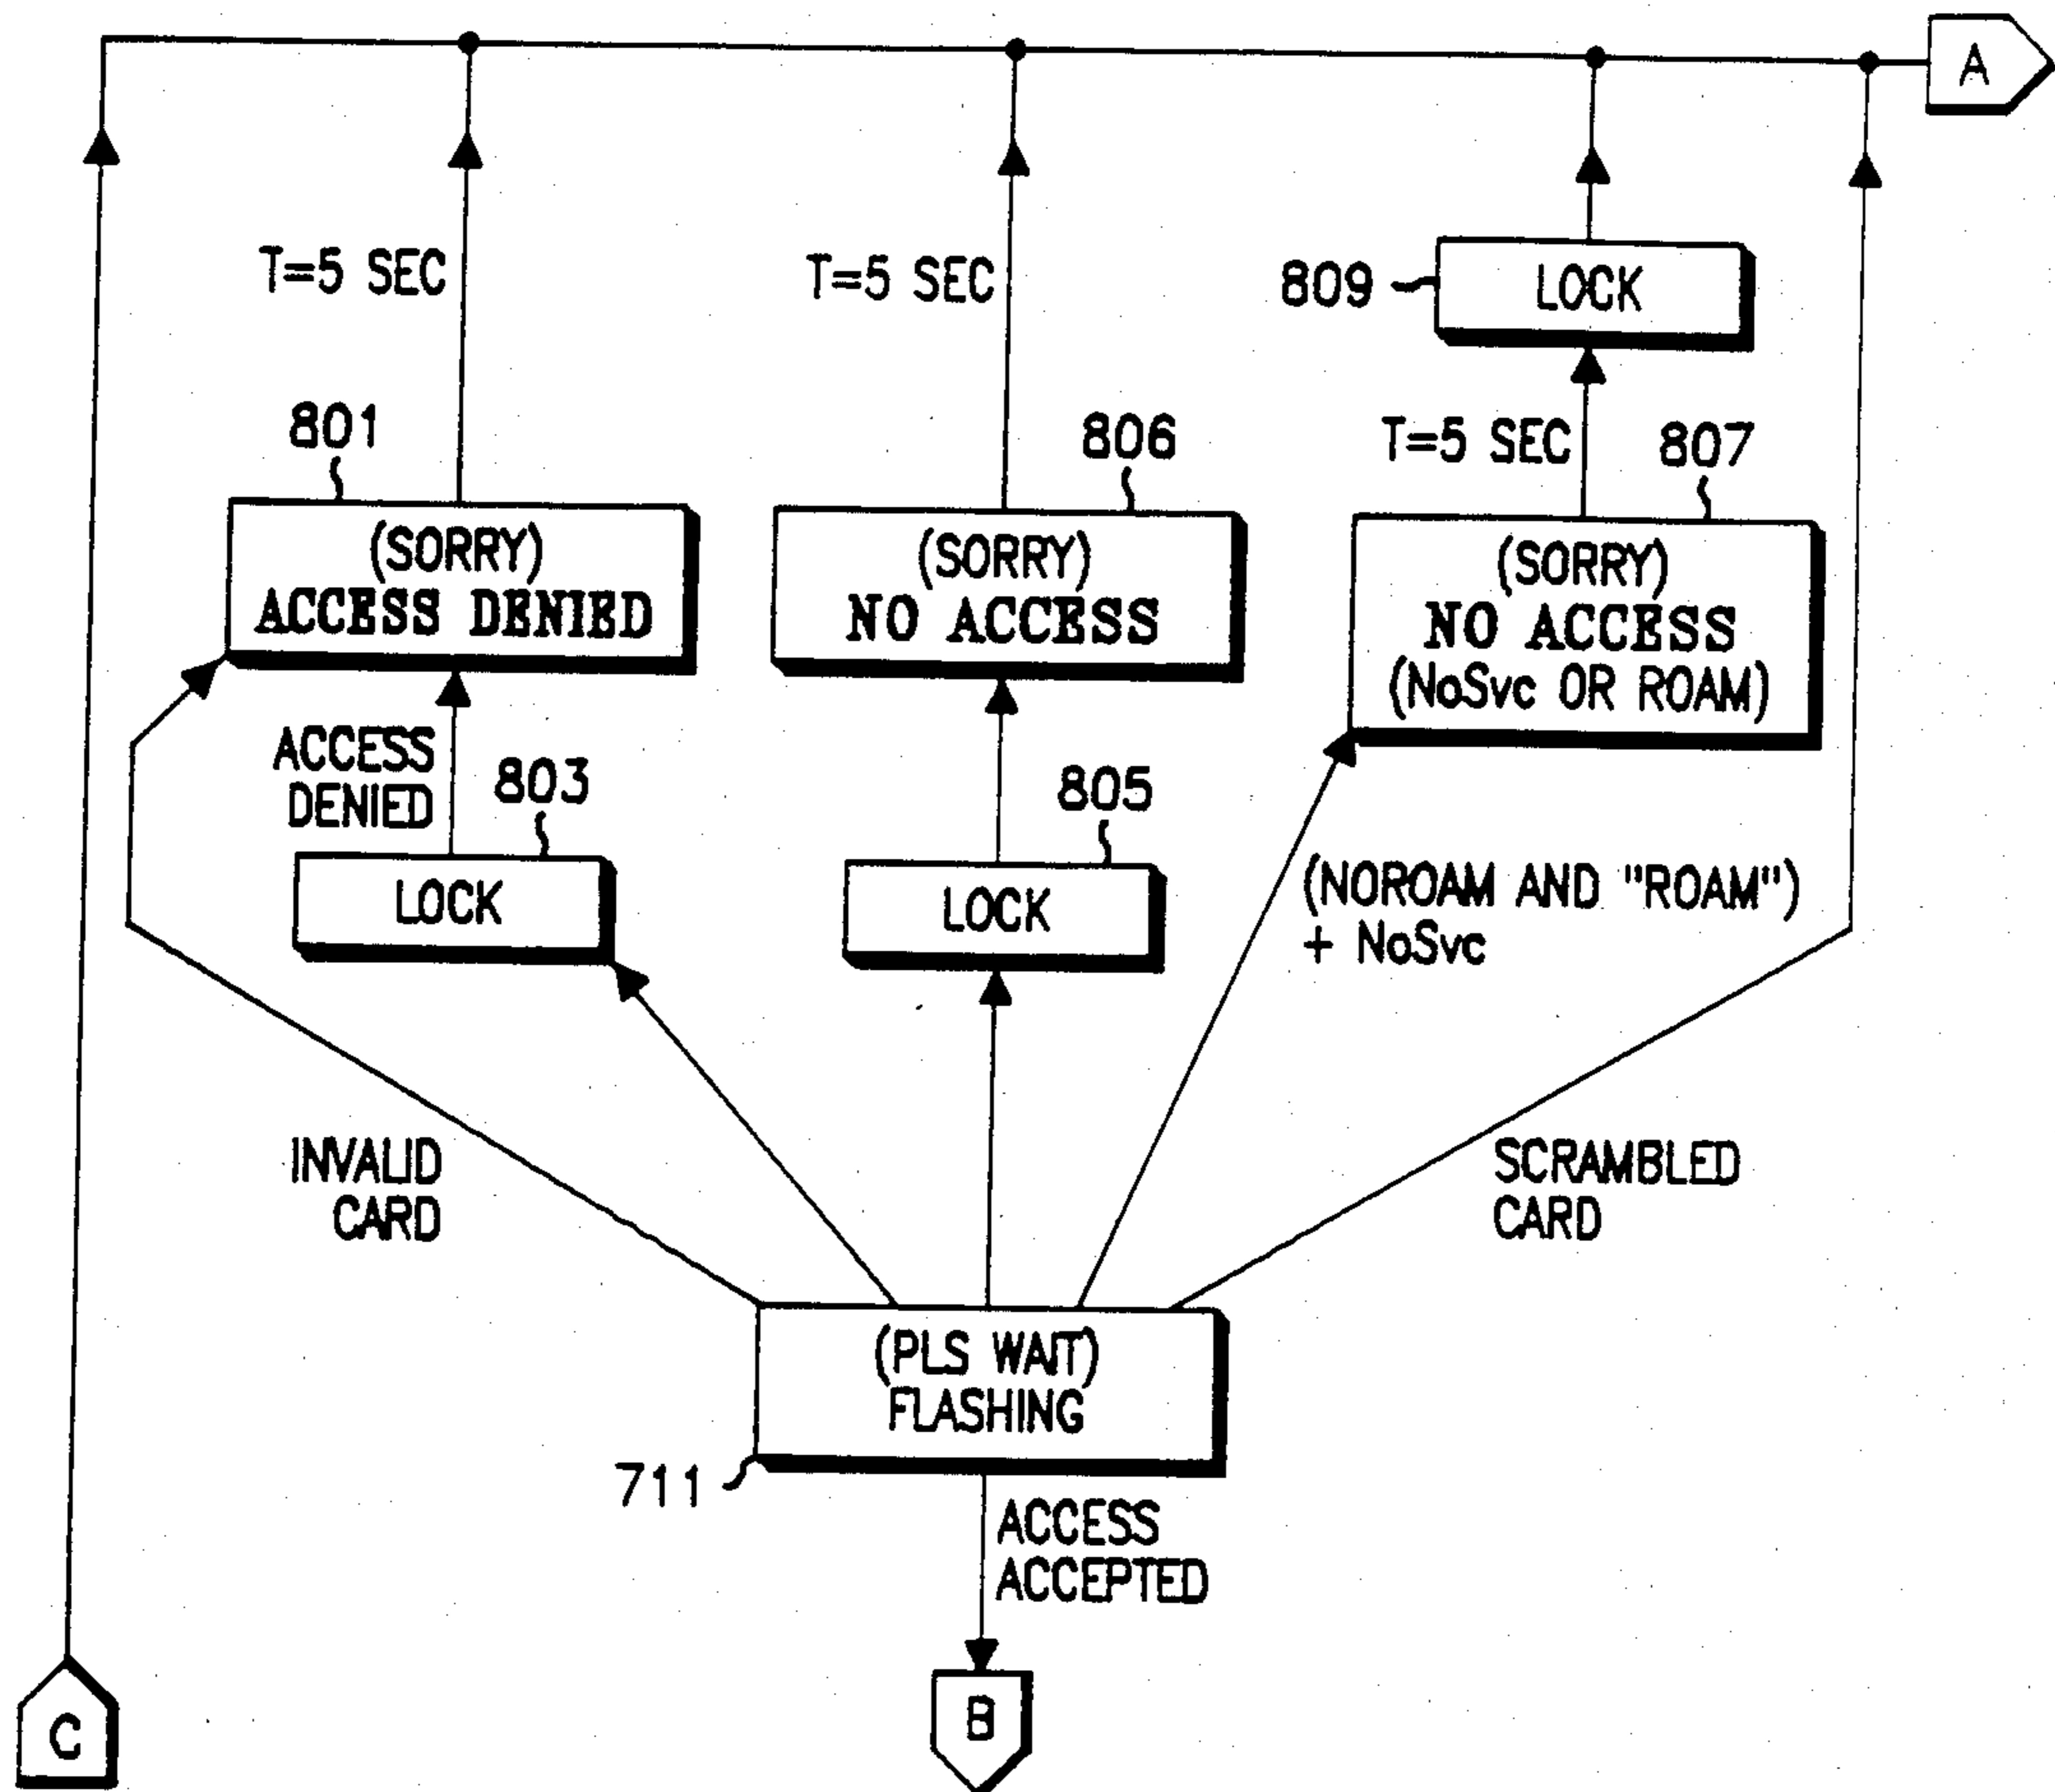 A
T=5 SEC
T=5 SEC
809
LOCK
801
806
T=5 SEC
807
(SORRY)
ACCESS DENIED
(SORRY)
NO ACCESS
(SORRY)
NO ACCESS
(NoSvc OR ROAM)
ACCESS
DENIED
803
805
LOCK
LOCK
(NOROAM AND "ROAM")
+ NoSvc
INVALID
CARD
SCRAMBLED
CARD
(PLS WAIT)
FLASHING
711
ACCESS
ACCEPTED
C
B